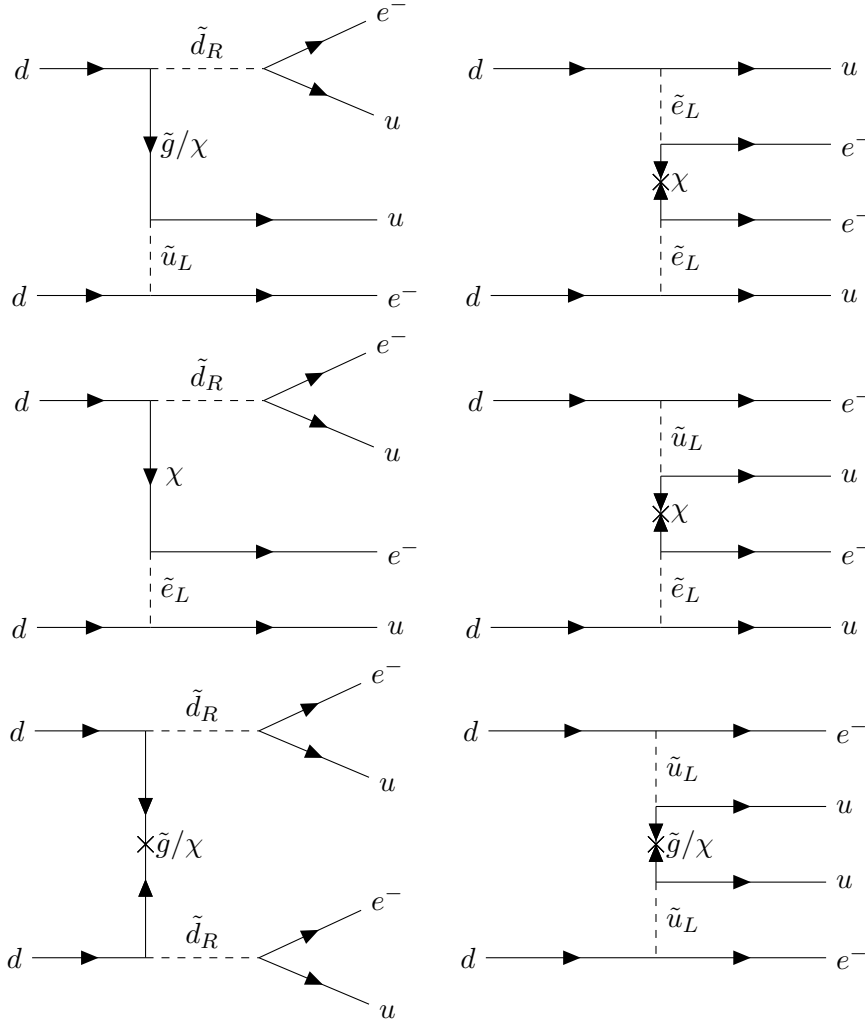 e⁻
d d̃_R u
g̃/χ ẽ_L
e⁻
χ
u e⁻
ũ_L ẽ_L
d e⁻ d u
e⁻
d d̃_R d e⁻
u ũ_L
χ u
χ
e⁻ e⁻
ẽ_L ẽ_L
d u d u
e⁻
d d̃_R d e⁻
u ũ_L
u
g̃/χ g̃/χ
e⁻ u
d̃_R ũ_L
d d e⁻
u